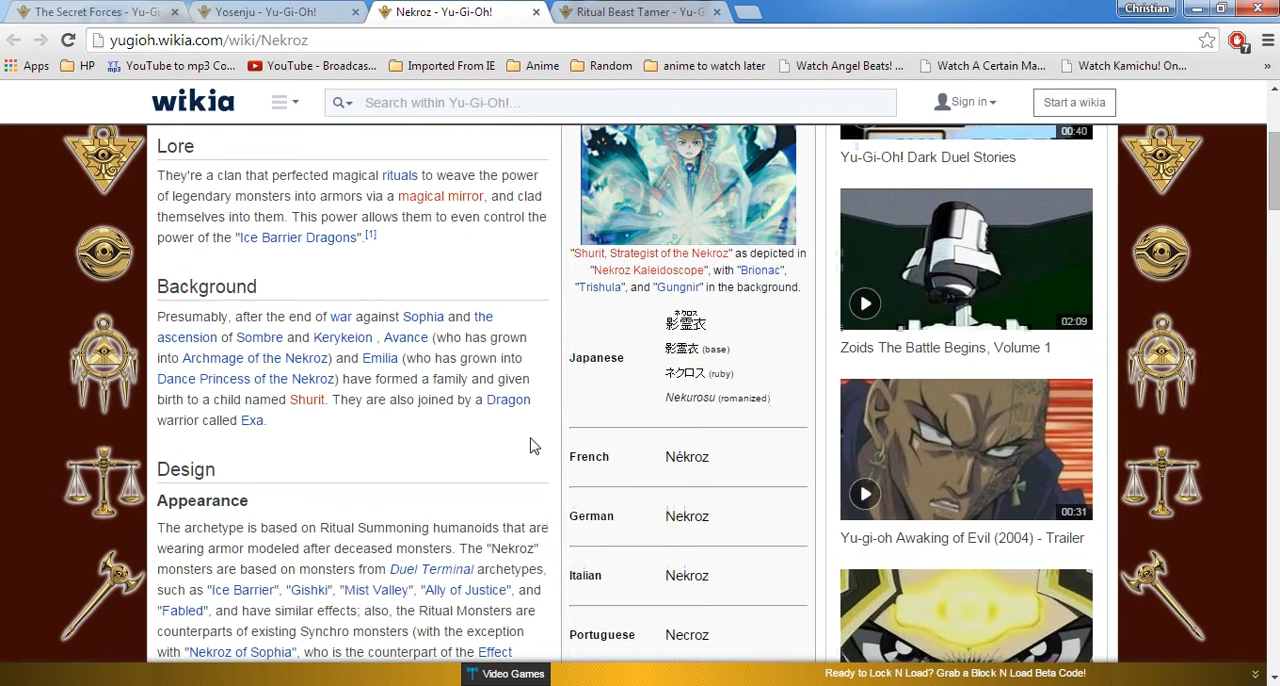 The Secret Forces - Yu-Gi-
Yosenju - Yu-Gi-Oh!
Nekroz - Yu-Gi-Oh!
Ritual Beast Tamer - Yu-G
Christian
yugioh.wikia.com/wiki/Nekroz
7
Apps HP YouTube to mp3 Co... YouTube - Broadcas... Imported From IE Anime Random anime to watch later Watch Angel Beats! ... Watch A Certain Ma... Watch Kamichu! On... »
wikia
Search within Yu-Gi-Oh!...
Sign in
Start a wikia
Lore
They're a clan that perfected magical rituals to weave the power
of legendary monsters into armors via a magical mirror, and clad
themselves into them. This power allows them to even control the
power of the "Ice Barrier Dragons".[1]
Background
Presumably, after the end of war against Sophia and the
ascension of Sombre and Kerykeion , Avance (who has grown
into Archmage of the Nekroz) and Emilia (who has grown into
Dance Princess of the Nekroz) have formed a family and given
birth to a child named Shurit. They are also joined by a Dragon
warrior called Exa.
Design
Appearance
The archetype is based on Ritual Summoning hunanoids that are
wearing armor modeled after deceased monsters. The "Nekroz"
monsters are based on monsters from Duel Terminal archetypes,
such as "Ice Barrier", "Gishki", "Mist Valley", "Ally of Justice", and
"Fabled", and have similar effects; also, the Ritual Monsters are
counterparts of existing Synchro monsters (with the exception
with "Nekroz of Sophia", who is the counterpart of the Effect
"Shurit, Strategist of the Nekroz" as depicted in
"Nekroz Kaleidoscope", with "Brionac",
"Trishula", and "Gungnir" in the background.
Japanese
ネクロス
影霊衣
影霊衣 (base)
ネクロス (ruby)
Nekurosu (romanized)
French Nékroz
German Nekroz
Italian Nekroz
Portuguese Necroz
00:40
Yu-Gi-Oh! Dark Duel Stories
02:09
Zoids The Battle Begins, Volume 1
00:31
Yu-gi-oh Awaking of Evil (2004) - Trailer
Video Games
Ready to Lock N Load? Grab a Block N Load Beta Code!